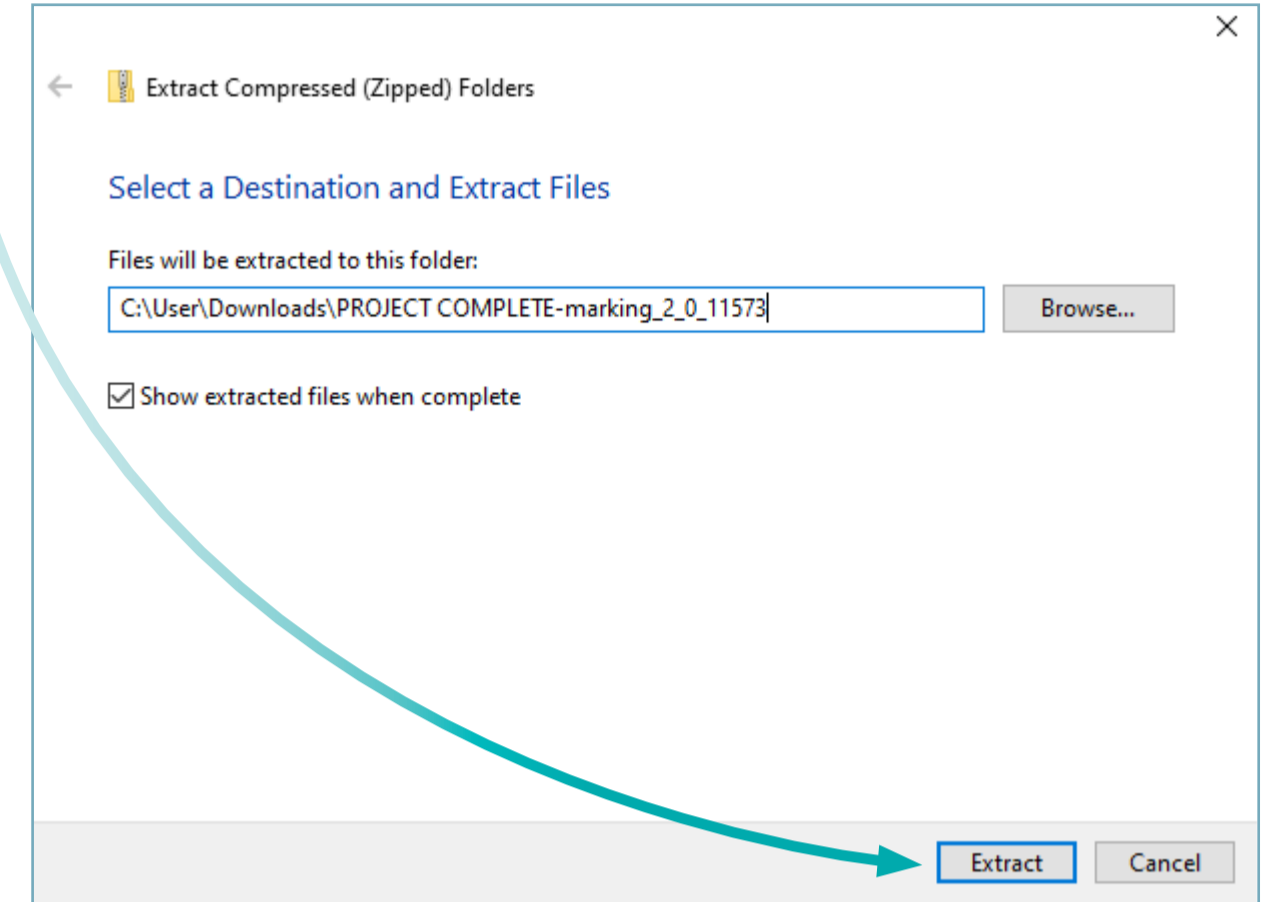 Extract Compressed (Zipped) Folders
Select a Destination and Extract Files
Files will be extracted to this folder:
C:\User\Downloads\PROJECT COMPLETE-marking_2_0_11573
Browse...
Show extracted files when complete
Extract
Cancel